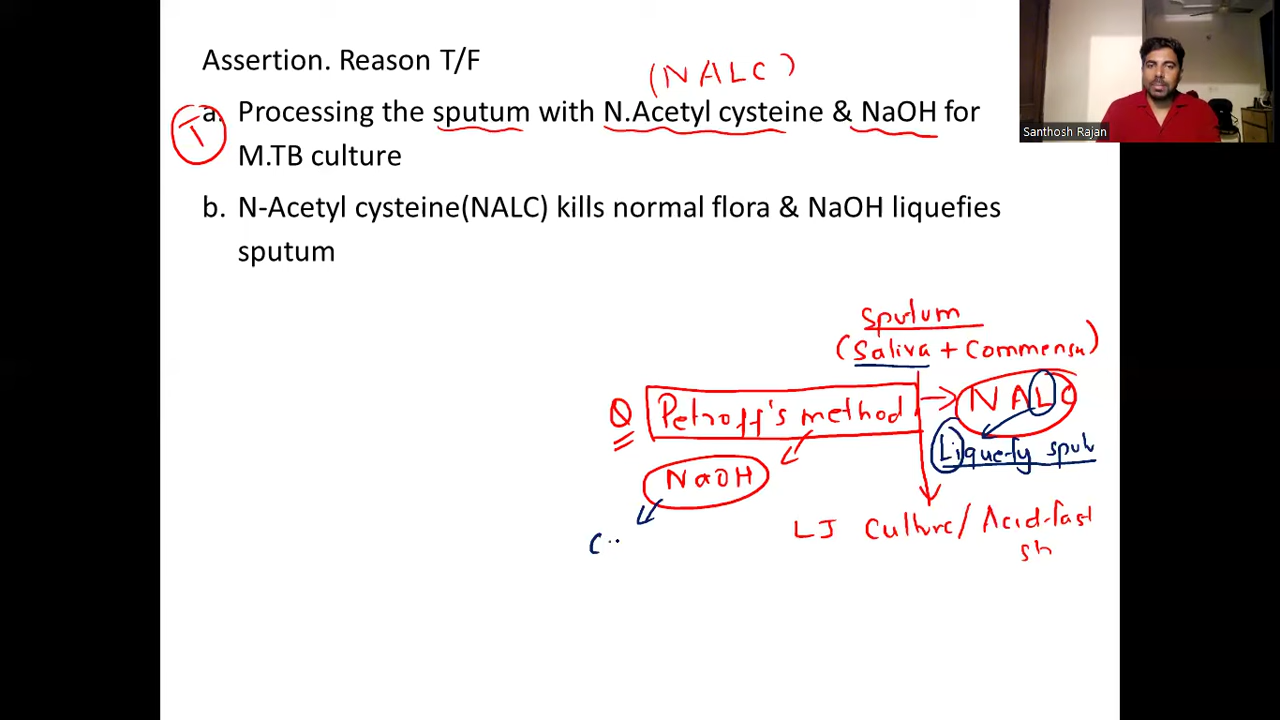 Assertion. Reason T/F
(NALC)
T
a. Processing the sputum with N.Acetyl cysteine & NaOH for
M.TB culture
Santhosh Rajan
b. N-Acetyl cysteine(NALC) kills normal flora & NaOH liquefies
sputum
Sputum
(Saliva + Commensa)
Q Petroff's method
NALC
Liquefy sput
NaOH
LJ Culture/Acid-fast
C